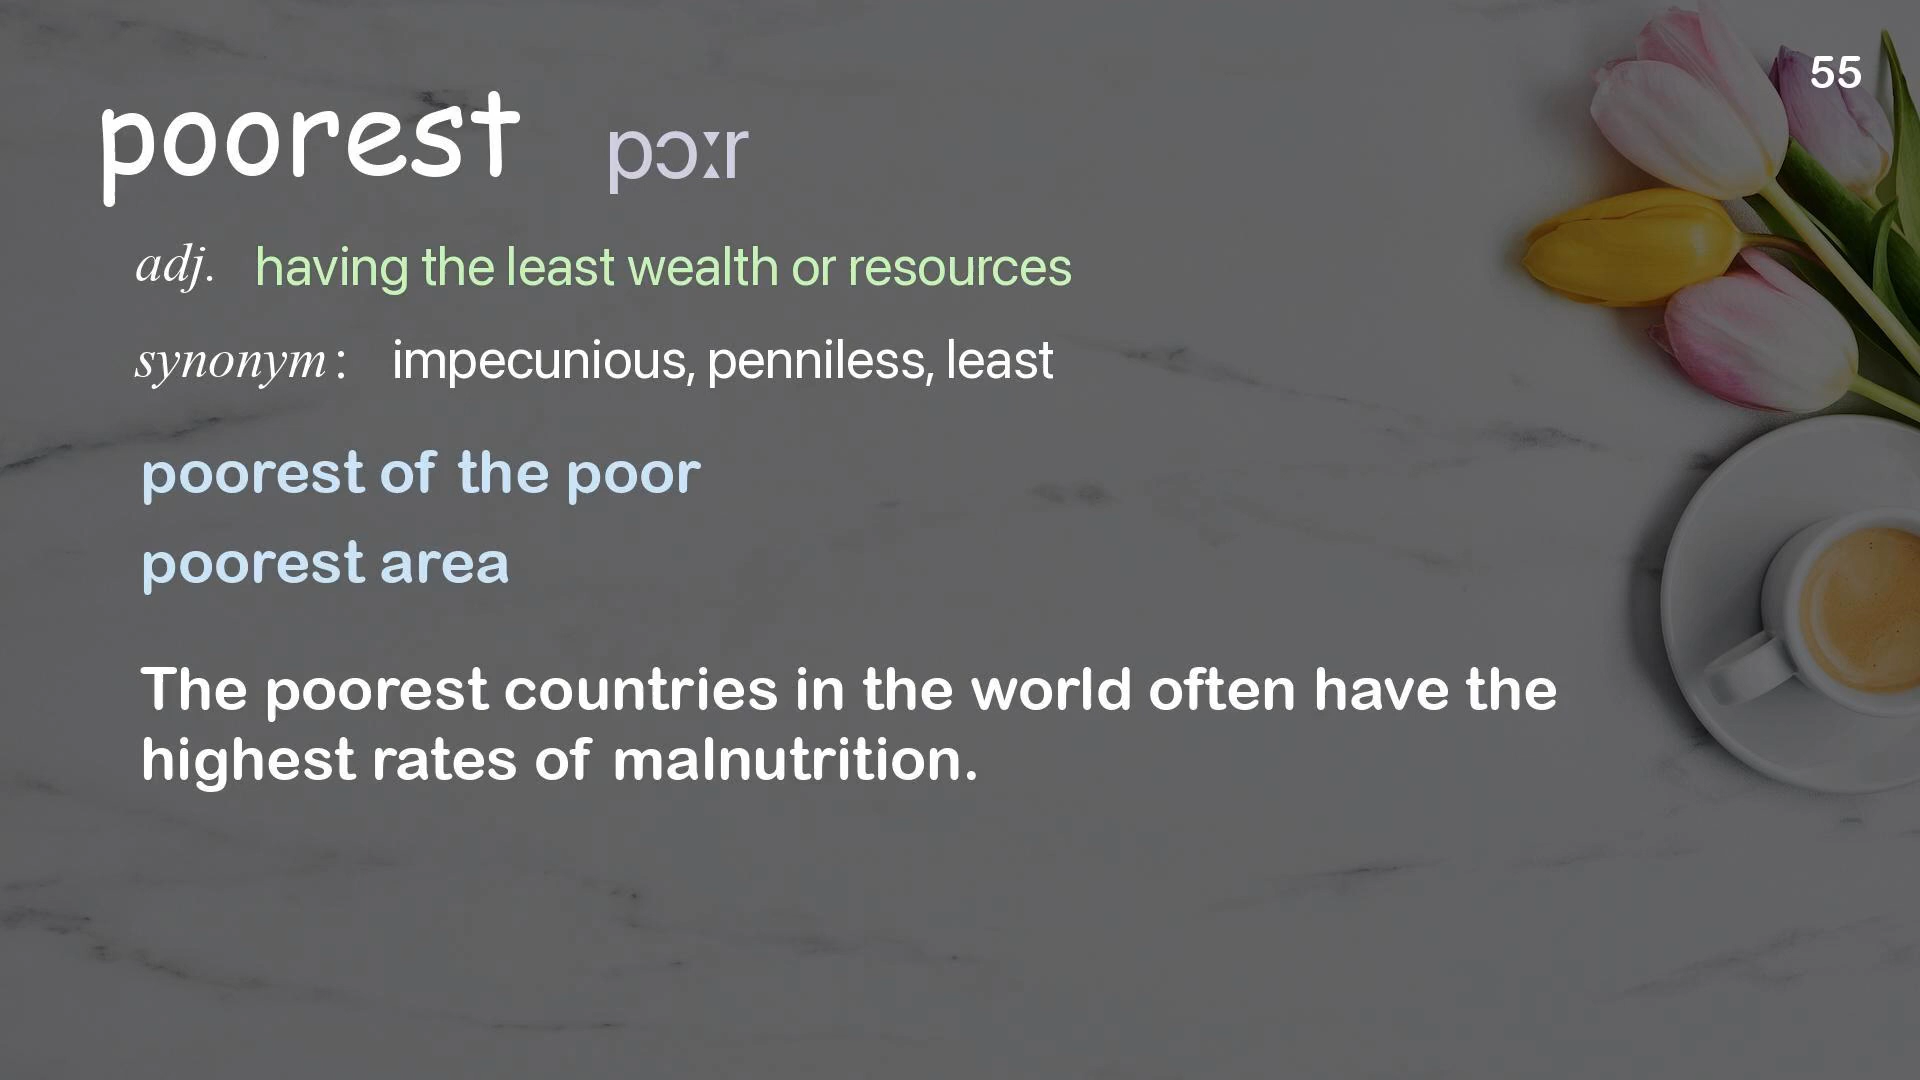 55
poorest pɔːr
adj. having the least wealth or resources
synonym: impecunious, penniless, least
poorest of the poor
poorest area
The poorest countries in the world often have the
highest rates of malnutrition.